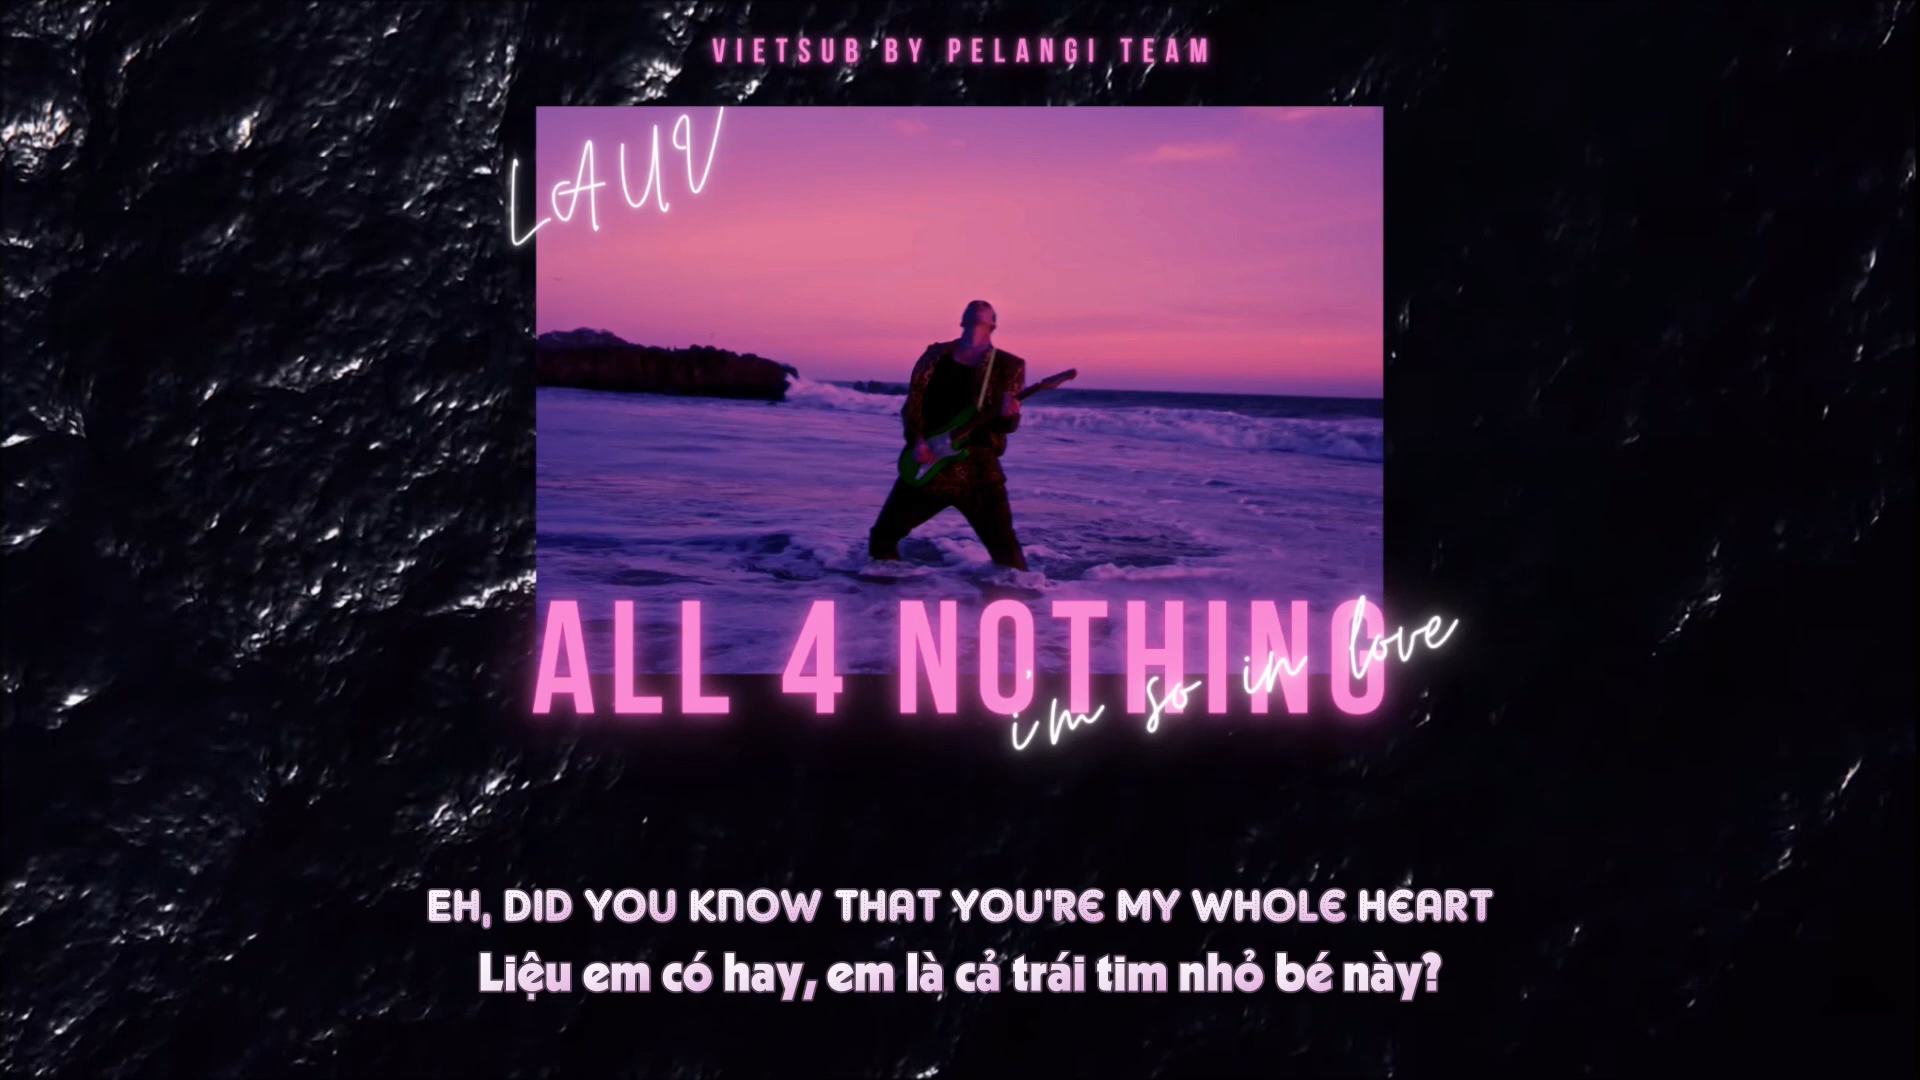 VIETSUB BY PELANGI TEAM
LAUV
ALL 4 NOTHING
i'm so in love
EH, DID YOU KNOW THAT YOU'RE MY WHOLE HEART
Liệu em có hay, em là cả trái tim nhỏ bé này?